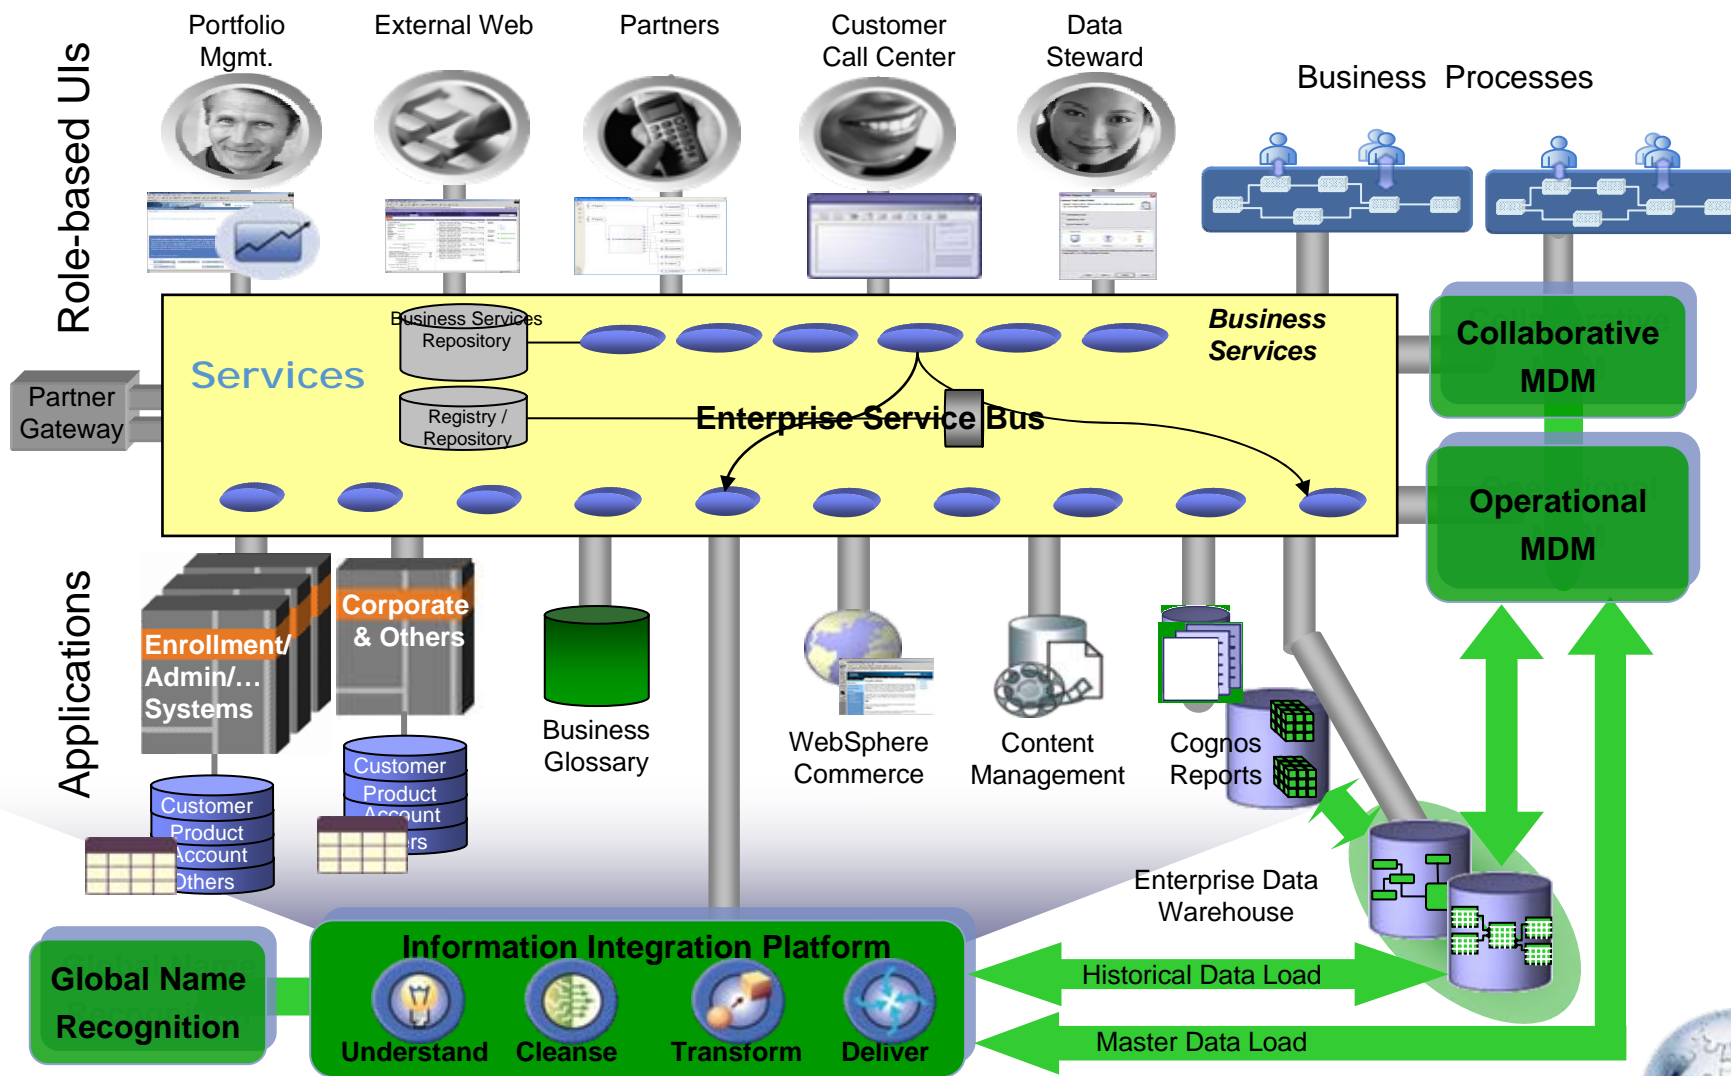 Role-based UIs
Portfolio
Mgmt.
External Web
Partners
Customer
Call Center
Data
Steward
Business Processes
Business Services
Repository
Business
Services
Services
Registry /
Repository
Enterprise Service Bus
Partner
Gateway
Collaborative
MDM
Operational
MDM
Applications
Enrollment/
Admin/...
Systems
Corporate
& Others
Customer
Product
Account
Others
Customer
Product
Account
Business
Glossary
WebSphere
Commerce
Content
Management
Cognos
Reports
Enterprise Data
Warehouse
Information Integration Platform
Understand
Cleanse
Transform
Deliver
Global Name
Recognition
Historical Data Load
Master Data Load